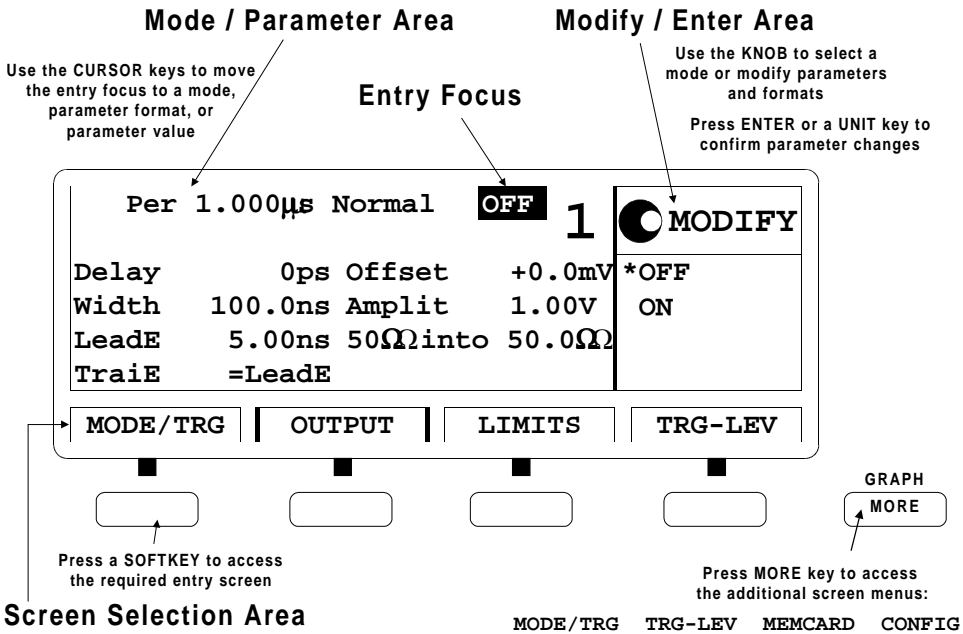 Mode / Parameter Area
Modify / Enter Area
Use the CURSOR keys to move
the entry focus to a mode,
parameter format, or
parameter value
Entry Focus
Use the KNOB to select a
mode or modify parameters
and formats
Press ENTER or a UNIT key to
confirm parameter changes
Per 1.000µs Normal OFF 1 MODIFY
Delay 0ps Offset +0.0mV *OFF
Width 100.0ns Amplit 1.00V ON
LeadE 5.00ns 50ΩΩinto 50.0ΩΩ
TraiE =LeadE
MODE/TRG OUTPUT LIMITS TRG-LEV
GRAPH
MORE
Press a SOFTKEY to access
the required entry screen
Press MORE key to access
the additional screen menus:
Screen Selection Area
MODE/TRG TRG-LEV MEMCARD CONFIG